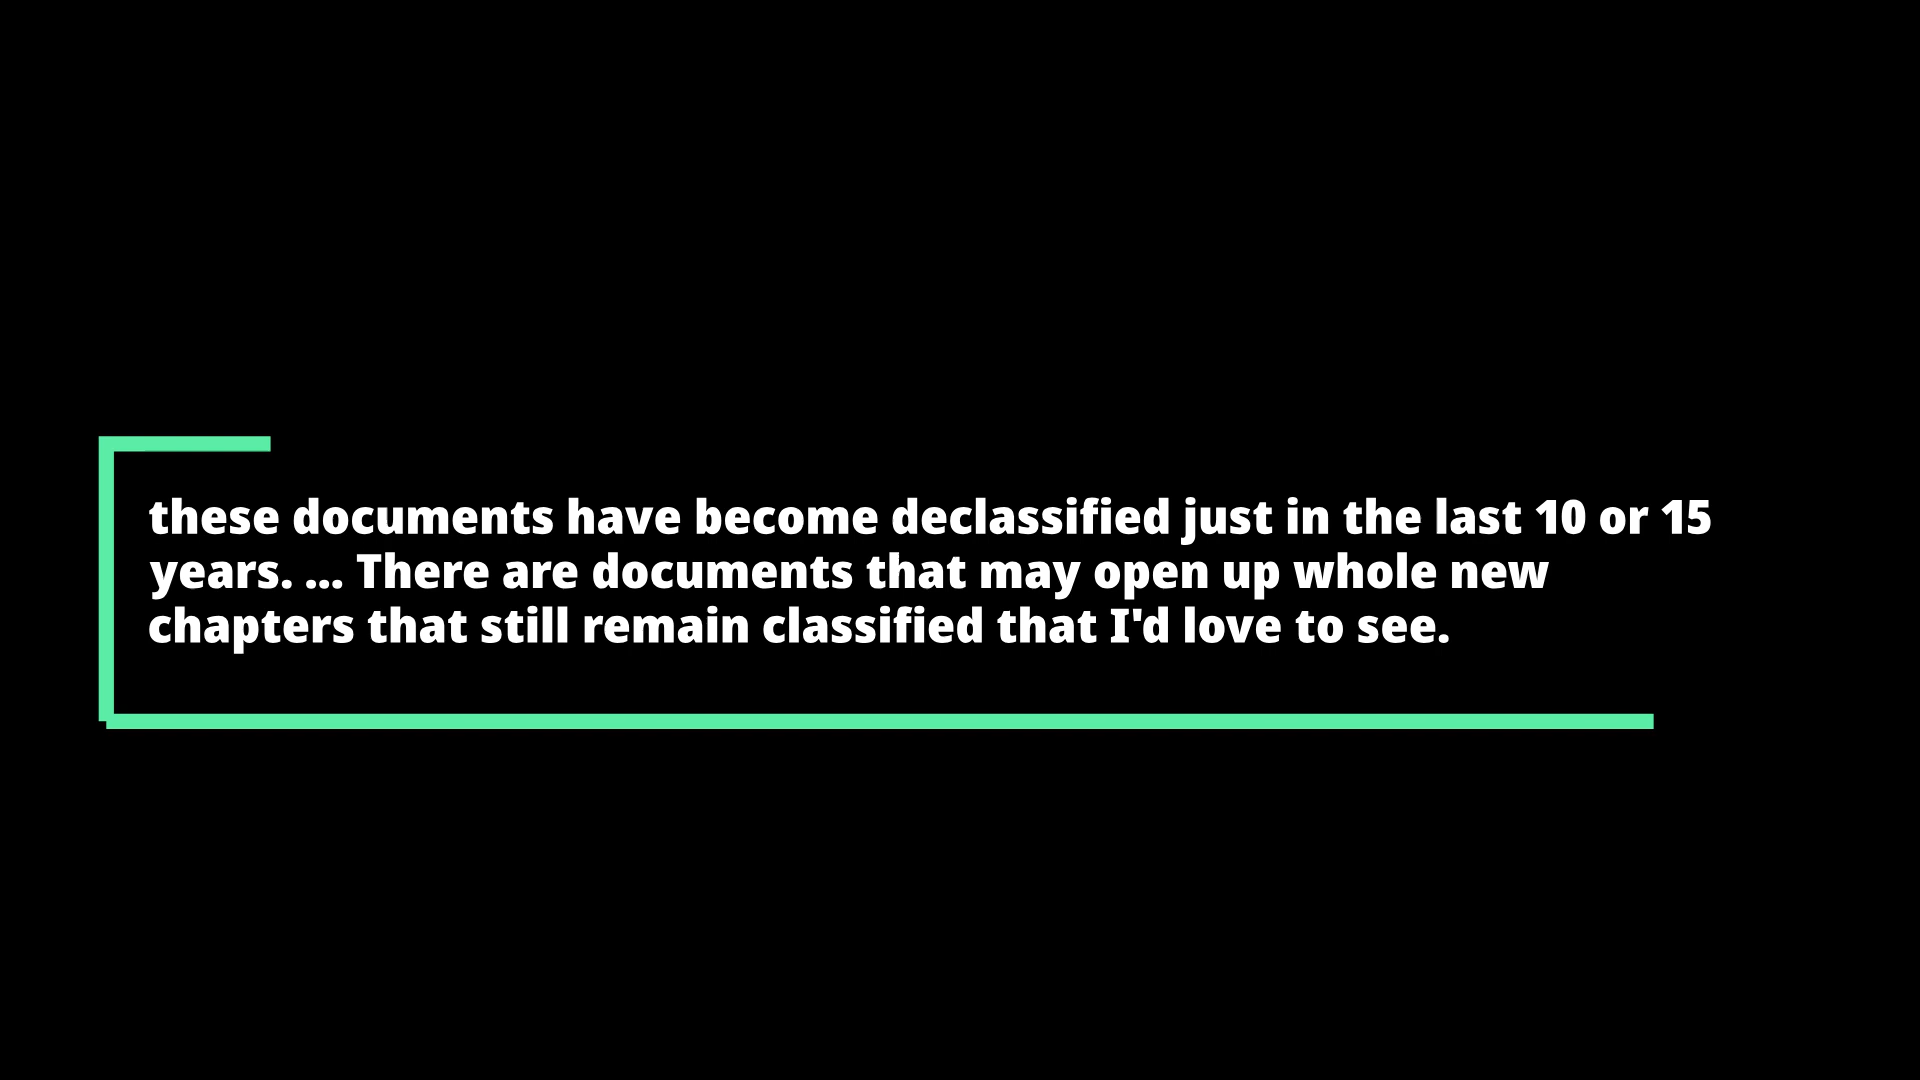 these documents have become declassified just in the last 10 or 15
years. ... There are documents that may open up whole new
chapters that still remain classified that I'd love to see.